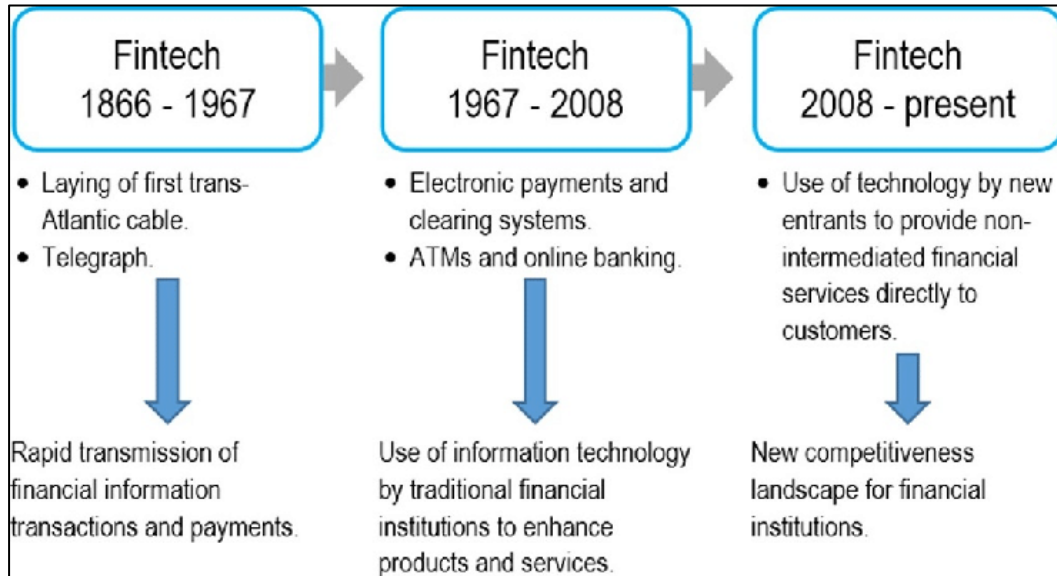 Fintech
1866 - 1967
Fintech
1967 - 2008
Fintech
2008 - present
• Laying of first trans-
Atlantic cable.
• Telegraph.
• Electronic payments and
clearing systems.
• ATMs and online banking.
• Use of technology by new
entrants to provide non-
intermediated financial
services directly to
customers.
Rapid transmission of
financial information
transactions and payments.
Use of information technology
by traditional financial
institutions to enhance
products and services.
New competitiveness
landscape for financial
institutions.